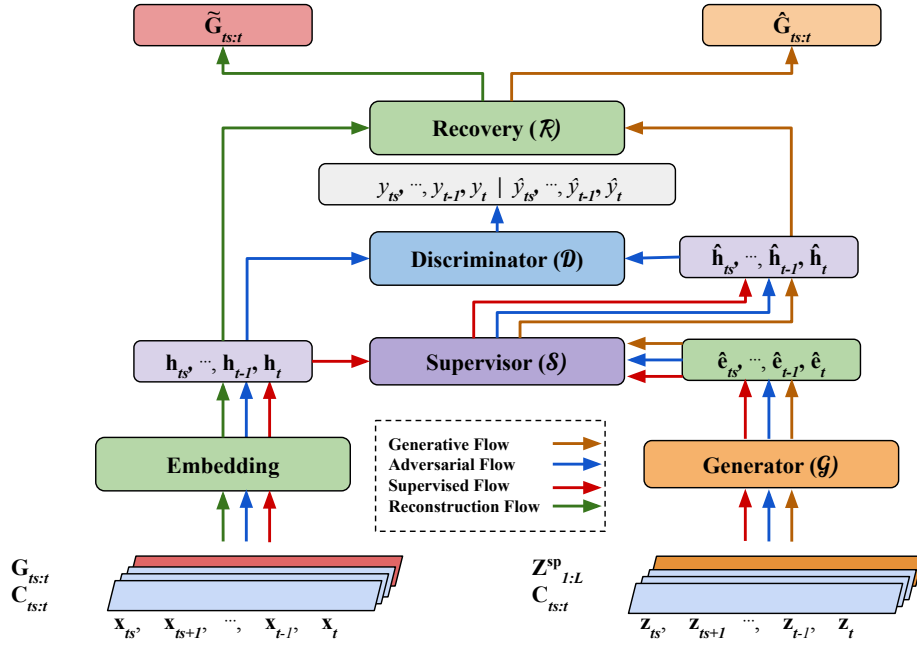 G̃ts:t
Ĝts:t
Recovery (R)
yts, ..., yt-1, yt | ŷts, ..., ŷt-1, ŷt
Discriminator (D)
ĥts, ..., ĥt-1, ĥt
hts, ..., ht-1, ht
Supervisor (S)
êts, ..., êt-1, êt
Generative Flow
Adversarial Flow
Supervised Flow
Reconstruction Flow
Embedding
Generator (G)
Gts:t
Cts:t
Zsp1:L
Cts:t
xts, xts+1, ..., xt-1, xt
zts, zts+1 ..., zt-1, zt